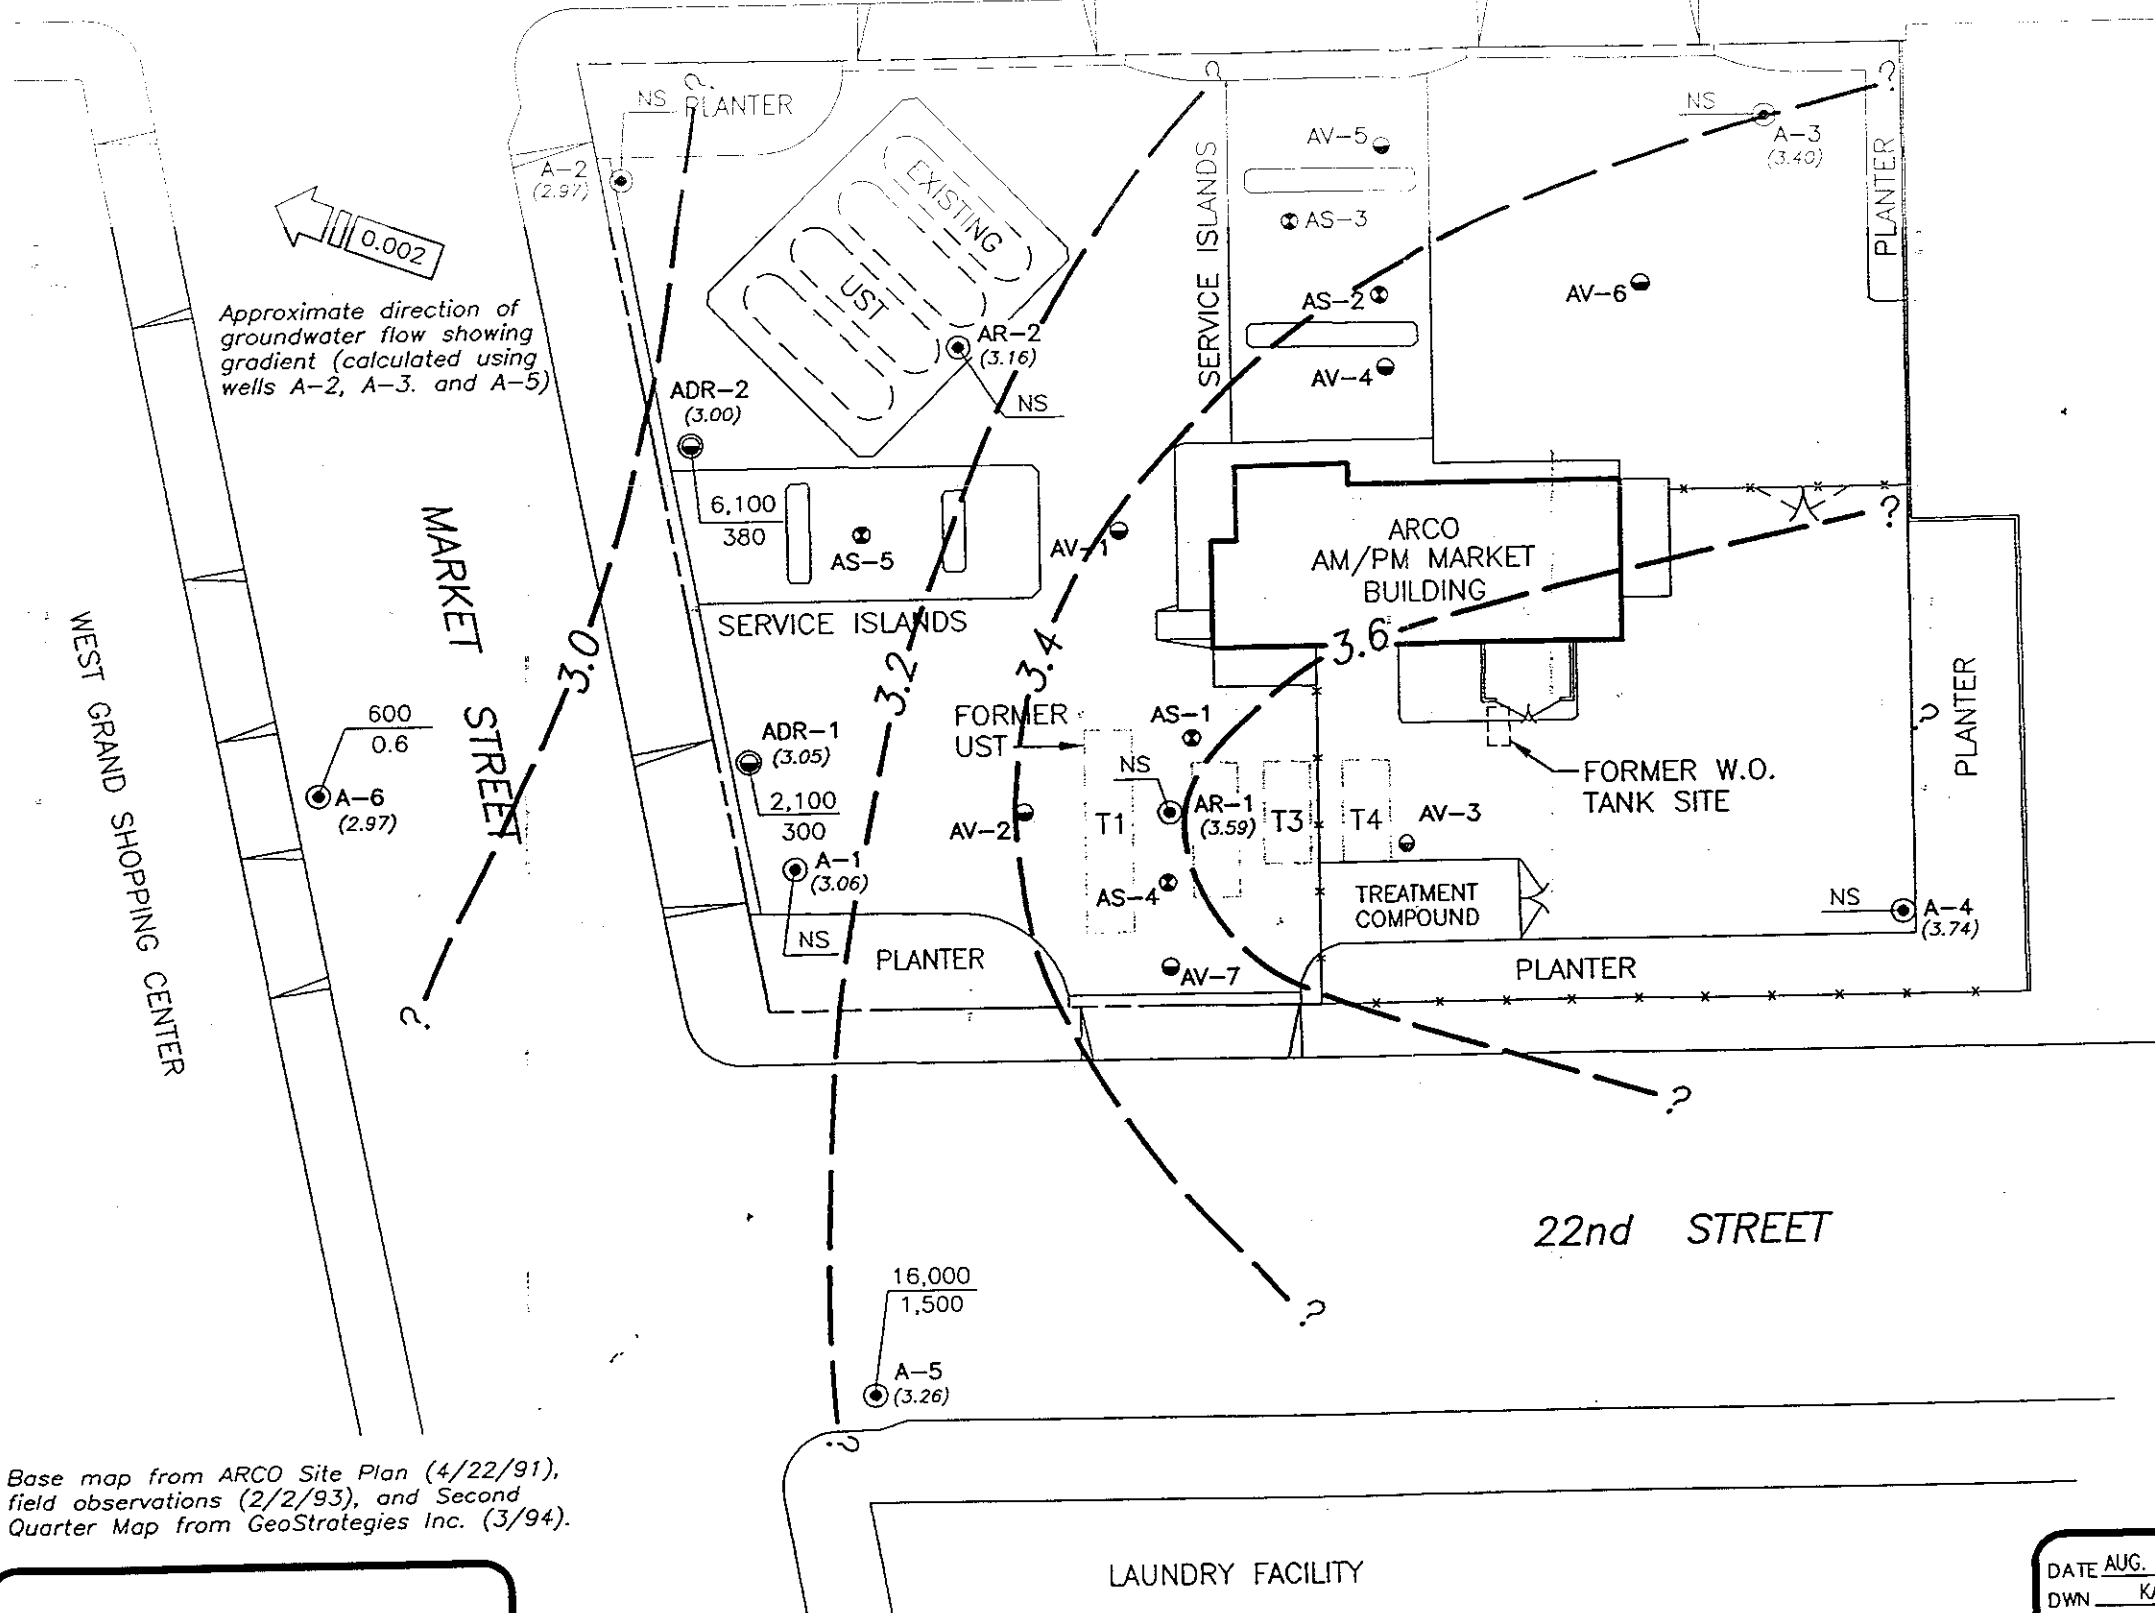 ?
?
?
NS
PLANTER
NS
A-3
(3.40)
A-2
(2.97)
EXISTING
UST
SERVICE ISLANDS
AV-5
AS-3
PLANTER
0.002
Approximate direction of
groundwater flow showing
gradient (calculated using
wells A-2, A-3. and A-5)
AS-2
AV-6
AR-2
(3.16)
NS
AV-4
ADR-2
(3.00)
6,100
380
AS-5
AV-1
ARCO
AM/PM MARKET
BUILDING
?
MARKET STREET
SERVICE ISLANDS
3.0
3.2
3.4
3.6
WEST GRAND SHOPPING CENTER
600
0.6
A-6
(2.97)
ADR-1
(3.05)
2,100
300
FORMER
UST
AS-1
NS
AR-1
(3.59)
T1
T3
T4
AV-2
AV-3
FORMER W.O.
TANK SITE
?
PLANTER
A-1
(3.06)
NS
AS-4
TREATMENT
COMPOUND
NS
A-4
(3.74)
PLANTER
AV-7
PLANTER
?
?
22nd STREET
16,000
1,500
?
A-5
(3.26)
?
Base map from ARCO Site Plan (4/22/91),
field observations (2/2/93), and Second
Quarter Map from GeoStrategies Inc. (3/94).
LAUNDRY FACILITY
DATE AUG.
DWN